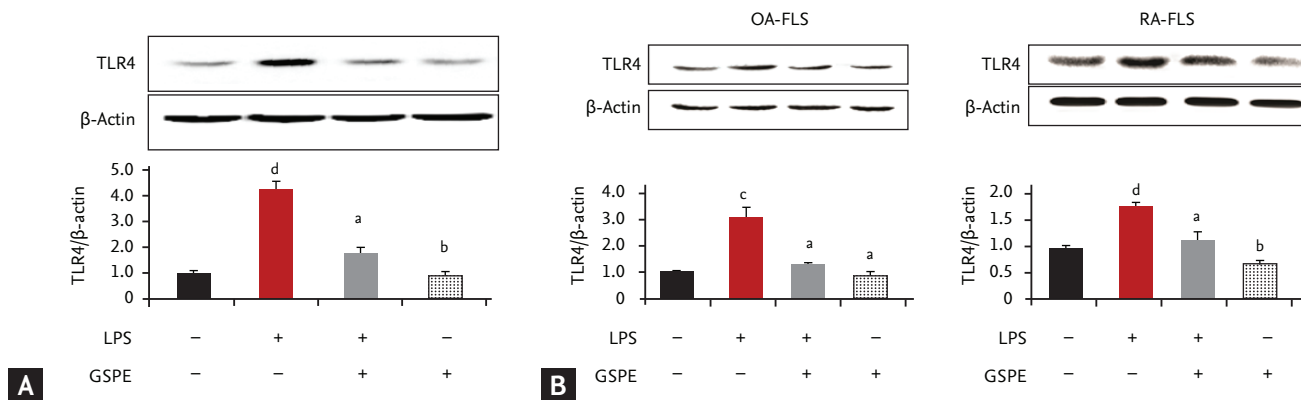 TLR4
β-Actin
TLR4/β-actin
5.0
4.0
3.0
2.0
1.0
0
d
a
b
LPS – + + –
GSPE – – + +
A
OA-FLS
TLR4
β-Actin
TLR4/β-actin
4.0
3.0
2.0
1.0
0
c
a
a
LPS – + + –
GSPE – – + +
B
RA-FLS
TLR4
β-Actin
TLR4/β-actin
2.0
1.5
1.0
0.5
0
d
a
b
LPS – + + –
GSPE – – + +